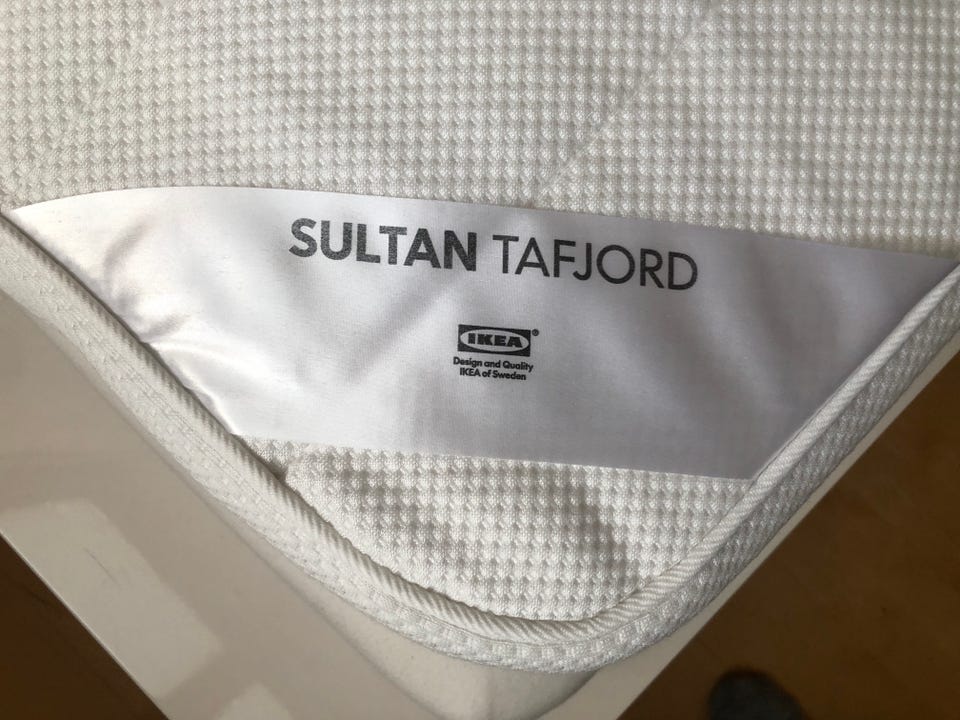 SULTAN TAFJORD
IKEA®
Design and Quality
IKEA of Sweden